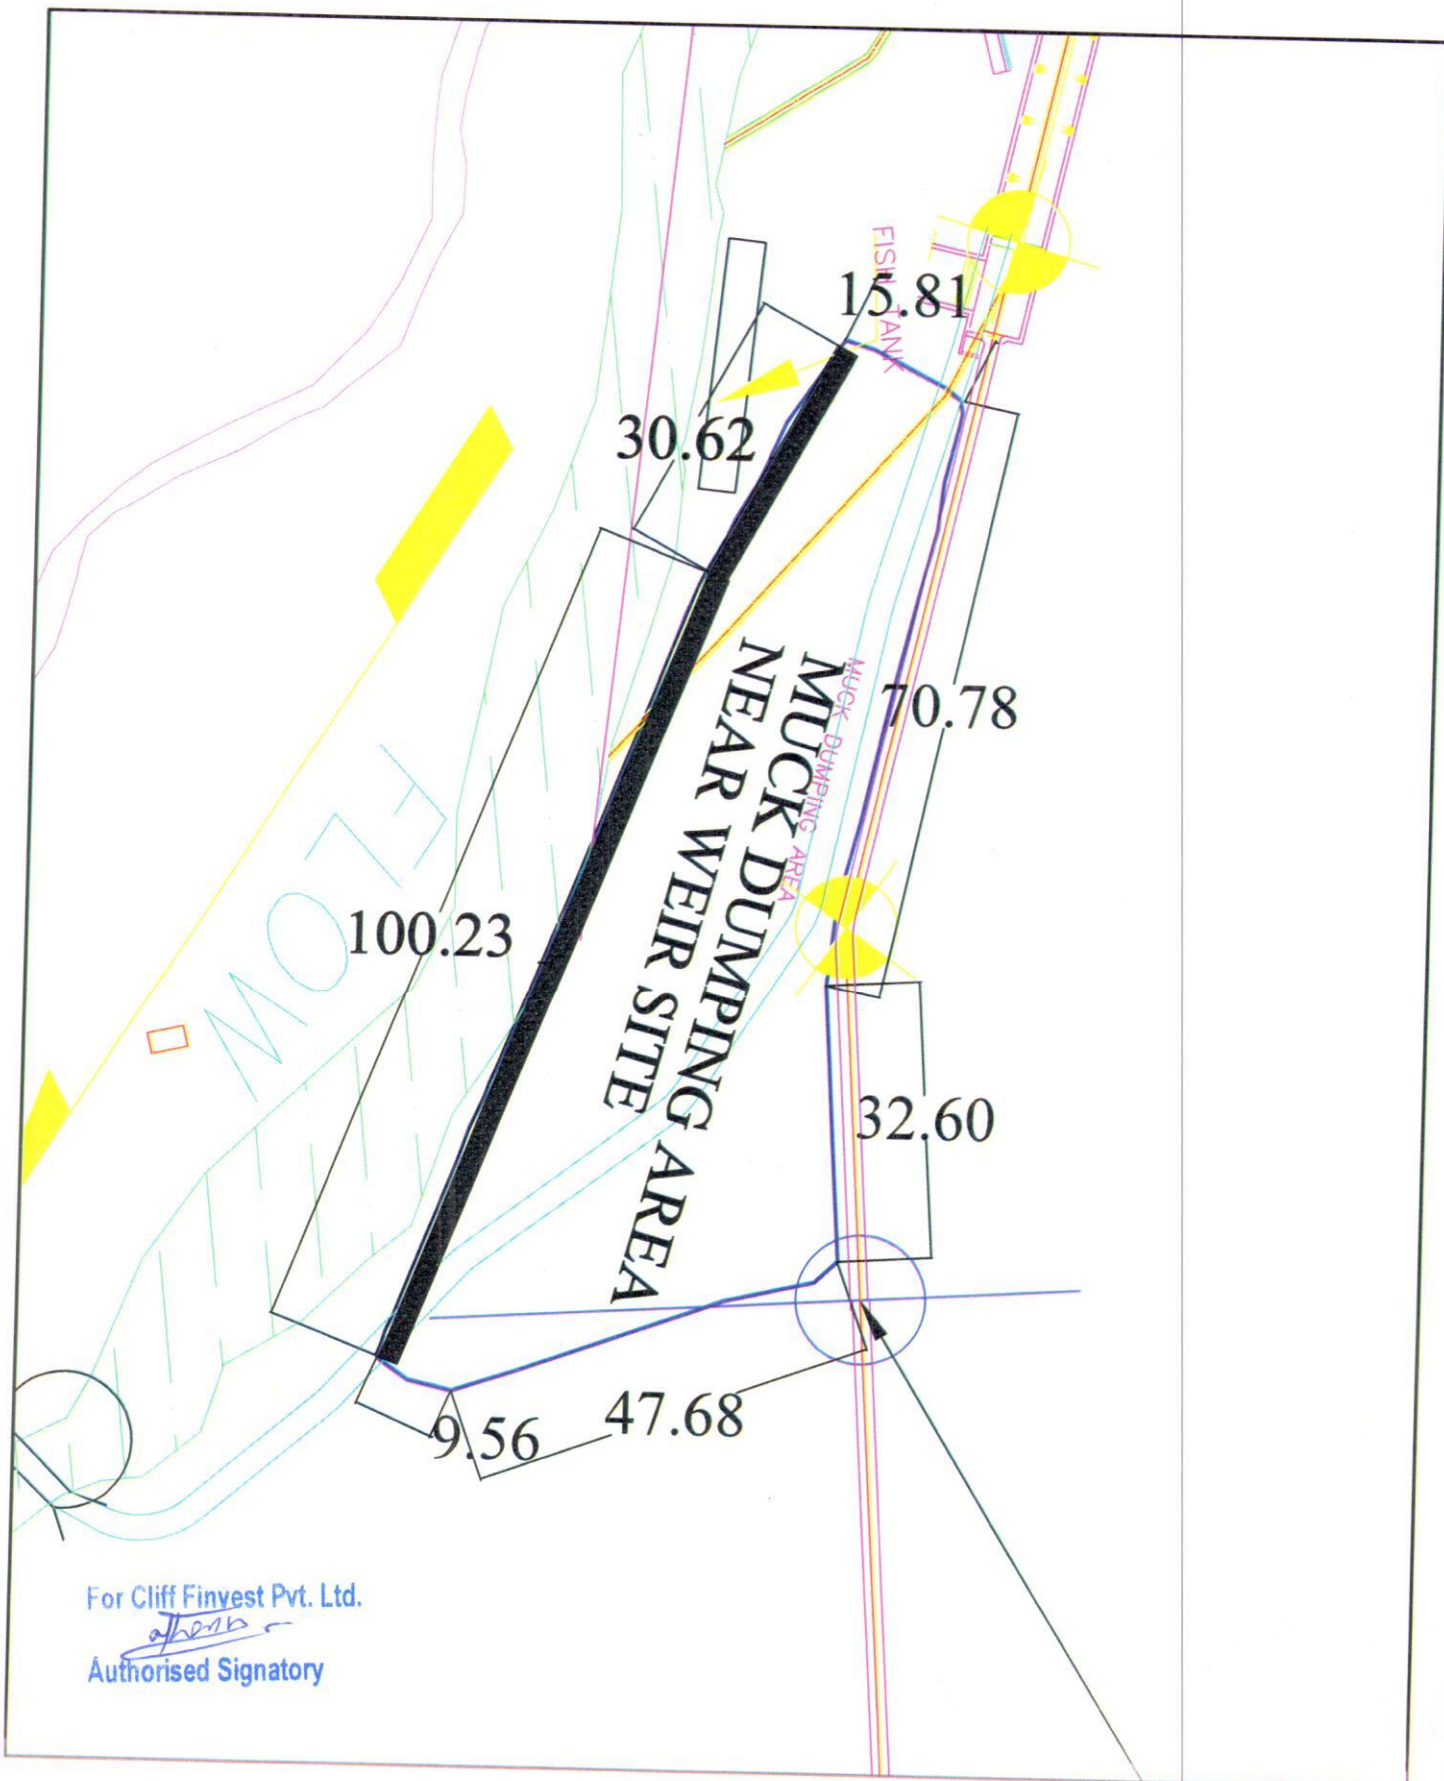 FISH TANK
15.81
30.62
MUCK DUMPING AREA
NEAR WEIR SITE
MUCK DUMPING AREA
70.78
FLOW
100.23
32.60
47.68
9.56
For Cliff Finvest Pvt. Ltd.
Authorised Signatory